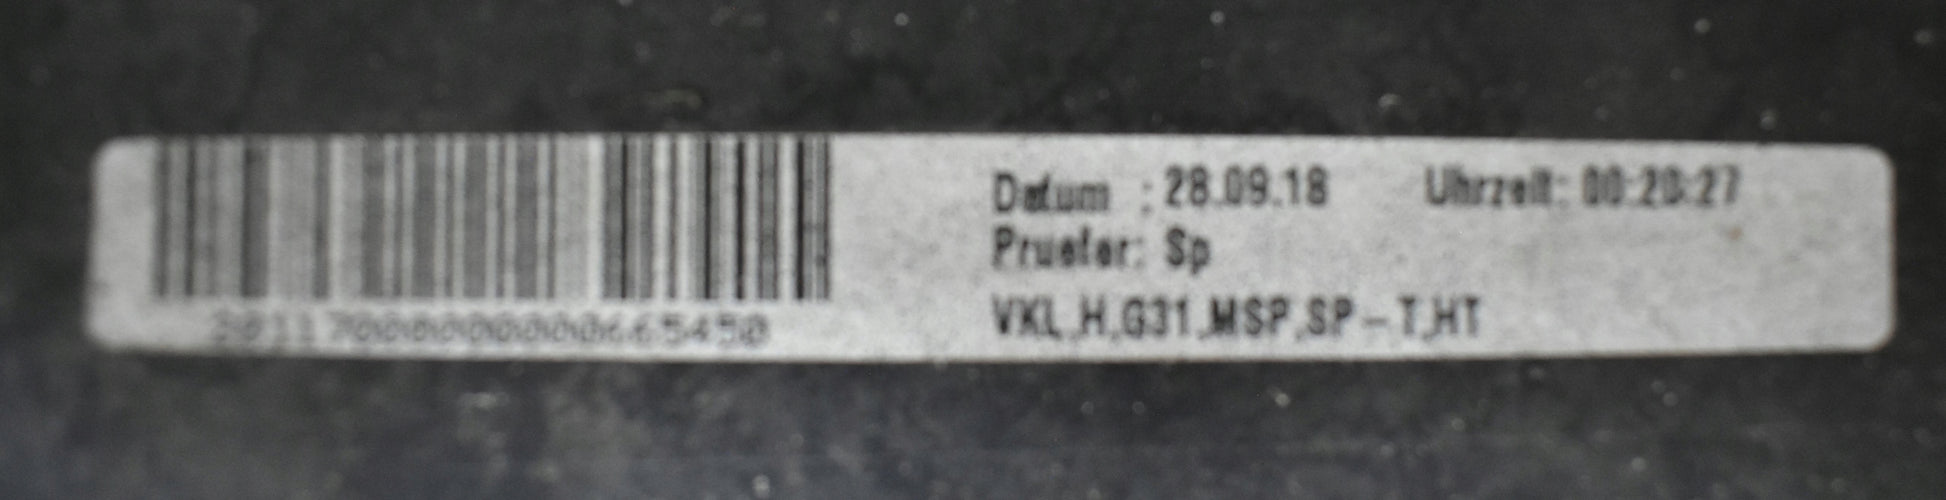 Datum : 28.09.18 Uhrzeit: 00:20:27
Pruefer: Sp
VKL,H,G31,MSP,SP-T,HT